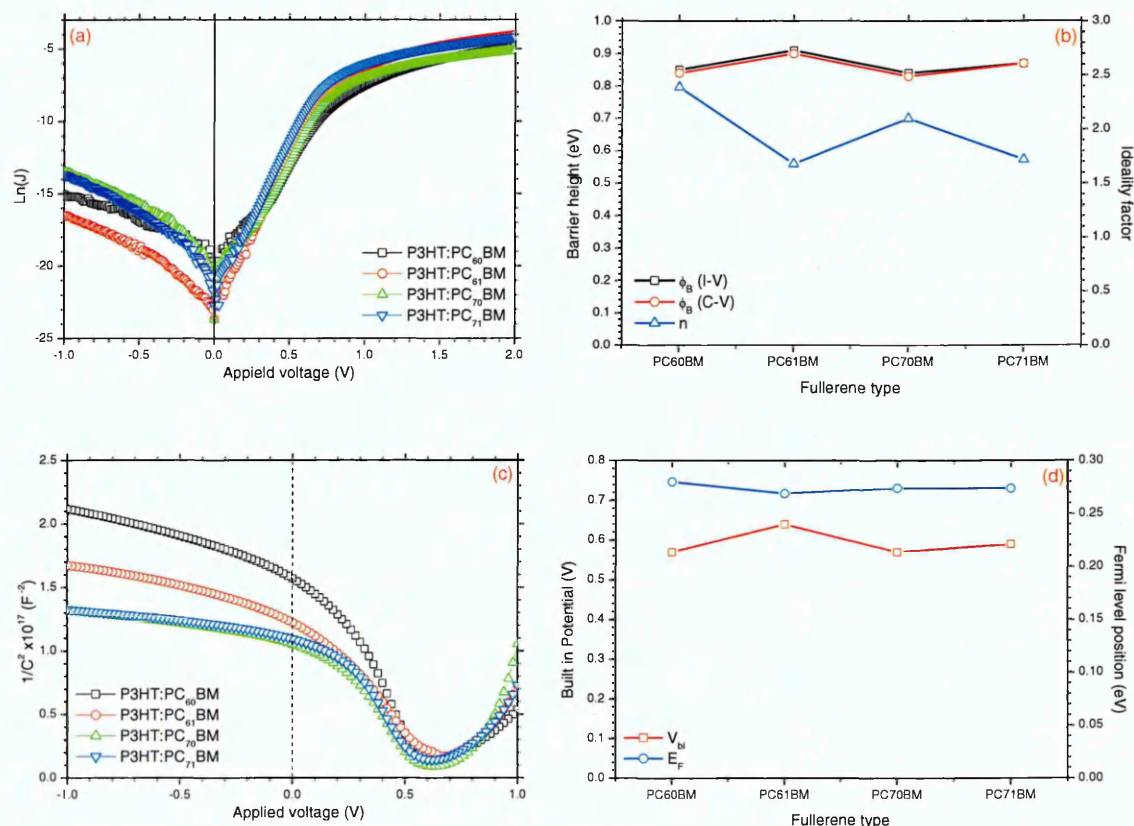 (a)
-5
-10
-15
-20
-25
Ln(J)
P3HT:PC60BM
P3HT:PC61BM
P3HT:PC70BM
P3HT:PC71BM
-1.0 -0.5 0.0 0.5 1.0 1.5 2.0
Appield voltage (V)
(b)
1.0
0.9
0.8
0.7
0.6
0.5
0.4
0.3
0.2
0.1
0.0
Barrier height (eV)
3.0
2.5
2.0
1.5
1.0
0.5
0.0
Ideality factor
ϕB (I-V)
ϕB (C-V)
n
PC60BM PC61BM PC70BM PC71BM
Fullerene type
(c)
2.5
2.0
1.5
1.0
0.5
0.0
1/C² x10¹⁷ (F⁻²)
P3HT:PC60BM
P3HT:PC61BM
P3HT:PC70BM
P3HT:PC71BM
-1.0 -0.5 0.0 0.5 1.0
Applied voltage (V)
(d)
0.8
0.7
0.6
0.5
0.4
0.3
0.2
0.1
0.0
Built in Potential (V)
0.30
0.25
0.20
0.15
0.10
0.05
0.00
Fermi level position (eV)
Vbi
EF
PC60BM PC61BM PC70BM PC71BM
Fullerene type